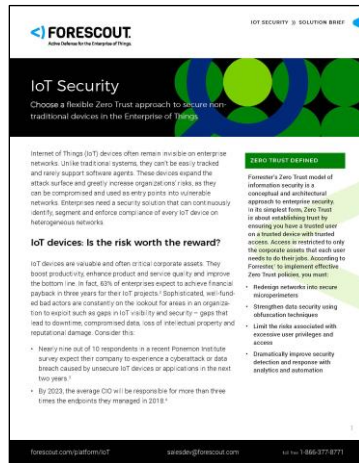 IOT SECURITY SOLUTION BRIEF
<) FORESCOUT.
Active Defense for the Enterprise of Things.
IoT Security
Choose a flexible Zero Trust approach to secure non-
traditional devices in the Enterprise of Things
Internet of Things (IoT) devices often remain invisible on enterprise
networks. Unlike traditional systems, they can't be easily tracked
and rarely support software agents. These devices expand the
attack surface and greatly increase organizations' risks, as they
can be compromised and used as entry points into vulnerable
networks. Enterprises need a security solution that can continuously
identify, segment and enforce compliance of every IoT device on
heterogeneous networks.
IoT devices: Is the risk worth the reward?
IoT devices are valuable and often critical corporate assets. They
boost productivity, enhance product and service quality and improve
the bottom line. In fact, 63% of enterprises expect to achieve financial
payback in three years for their IoT projects. Sophisticated, well-fund-
ed bad actors are constantly on the lookout for areas in an organiza-
tion to exploit such as gaps in IoT visibility and security – gaps that
lead to downtime, compromised data, loss of intellectual property and
reputational damage. Consider this:
• Nearly nine out of 10 respondents in a recent Ponemon Institute
survey expect their company to experience a cyberattack or data
breach caused by unsecure IoT devices or applications in the next
two years.
• By 2023, the average CIO will be responsible for more than three
times the endpoints they managed in 2018.
ZERO TRUST DEFINED
Forrester's Zero Trust model of
information security is a
conceptual and architectural
approach to enterprise security.
In its simplest form, Zero Trust
is about establishing trust by
ensuring you have a trusted user
on a trusted device with trusted
access. Access is restricted to only
the corporate assets that each user
needs to do their jobs. According to
Forrester, to implement effective
Zero Trust policies, you must:
• Redesign networks into secure
microperimeters
• Strengthen data security using
obfuscation techniques
• Limit the risks associated with
excessive user privileges and
access
• Dramatically improve security
detection and response with
analytics and automation
forescout.com/platform/IoT salesdev@forescout.com toll free 1-866-377-8771